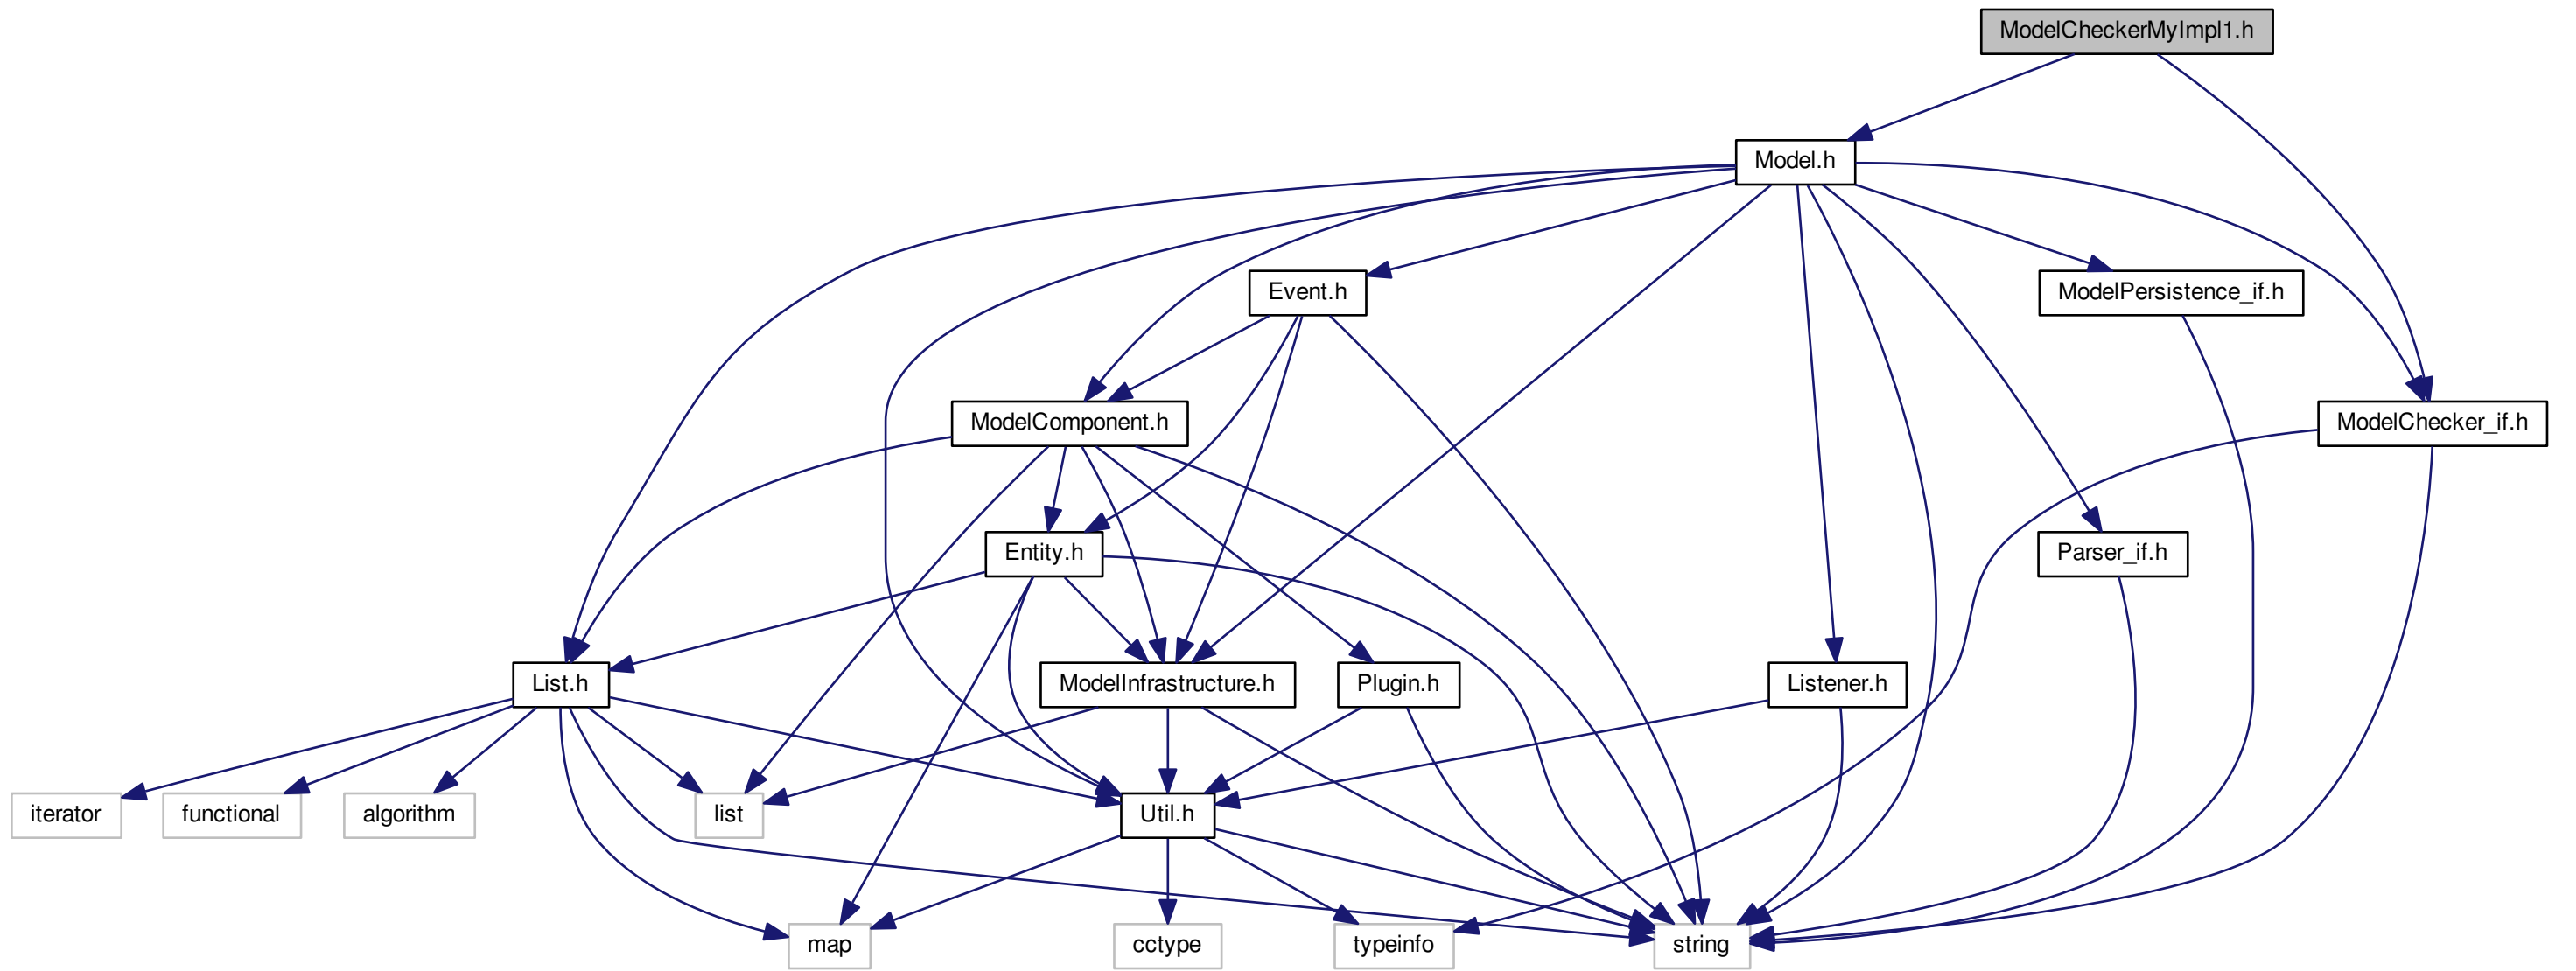 ModelCheckerMyImpl1.h
Model.h
Event.h
ModelPersistence_if.h
ModelComponent.h
ModelChecker_if.h
Entity.h
Parser_if.h
List.h
ModelInfrastructure.h
Plugin.h
Listener.h
iterator
functional
algorithm
list
Util.h
map
cctype
typeinfo
string